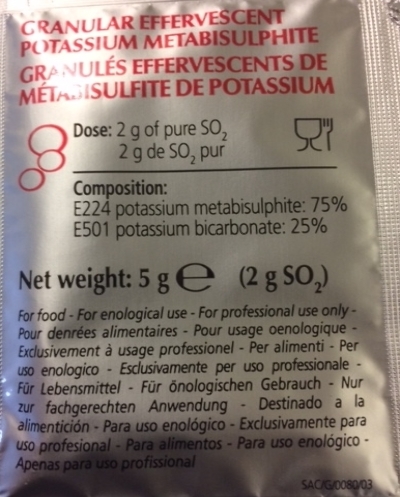 GRANULAR EFFERVESCENT
POTASSIUM METABISULPHITE
GRANULÉS EFFERVESCENTS DE
MÉTABISULFITE DE POTASSIUM
Dose: 2 g of pure SO₂
2 g de SO₂ pur
Composition:
E224 potassium metabisulphite: 75%
E501 potassium bicarbonate: 25%
Net weight: 5 g ℮ (2 g SO₂)
For food - For enological use - For professional use only -
Pour denrées alimentaires - Pour usage oenologique -
Exclusivement à usage professionel - Per alimenti - Per
uso enologico - Esclusivamente per uso professionale -
Für Lebensmittel - Für önologischen Gebrauch - Nur
zur fachgerechten Anwendung - Destinado a la
alimentición - Para uso enológico - Exclusivamente para
uso profesional - Para alimentos - Para uso enológico -
Apenas para uso profissional
SAC/G/0080/03